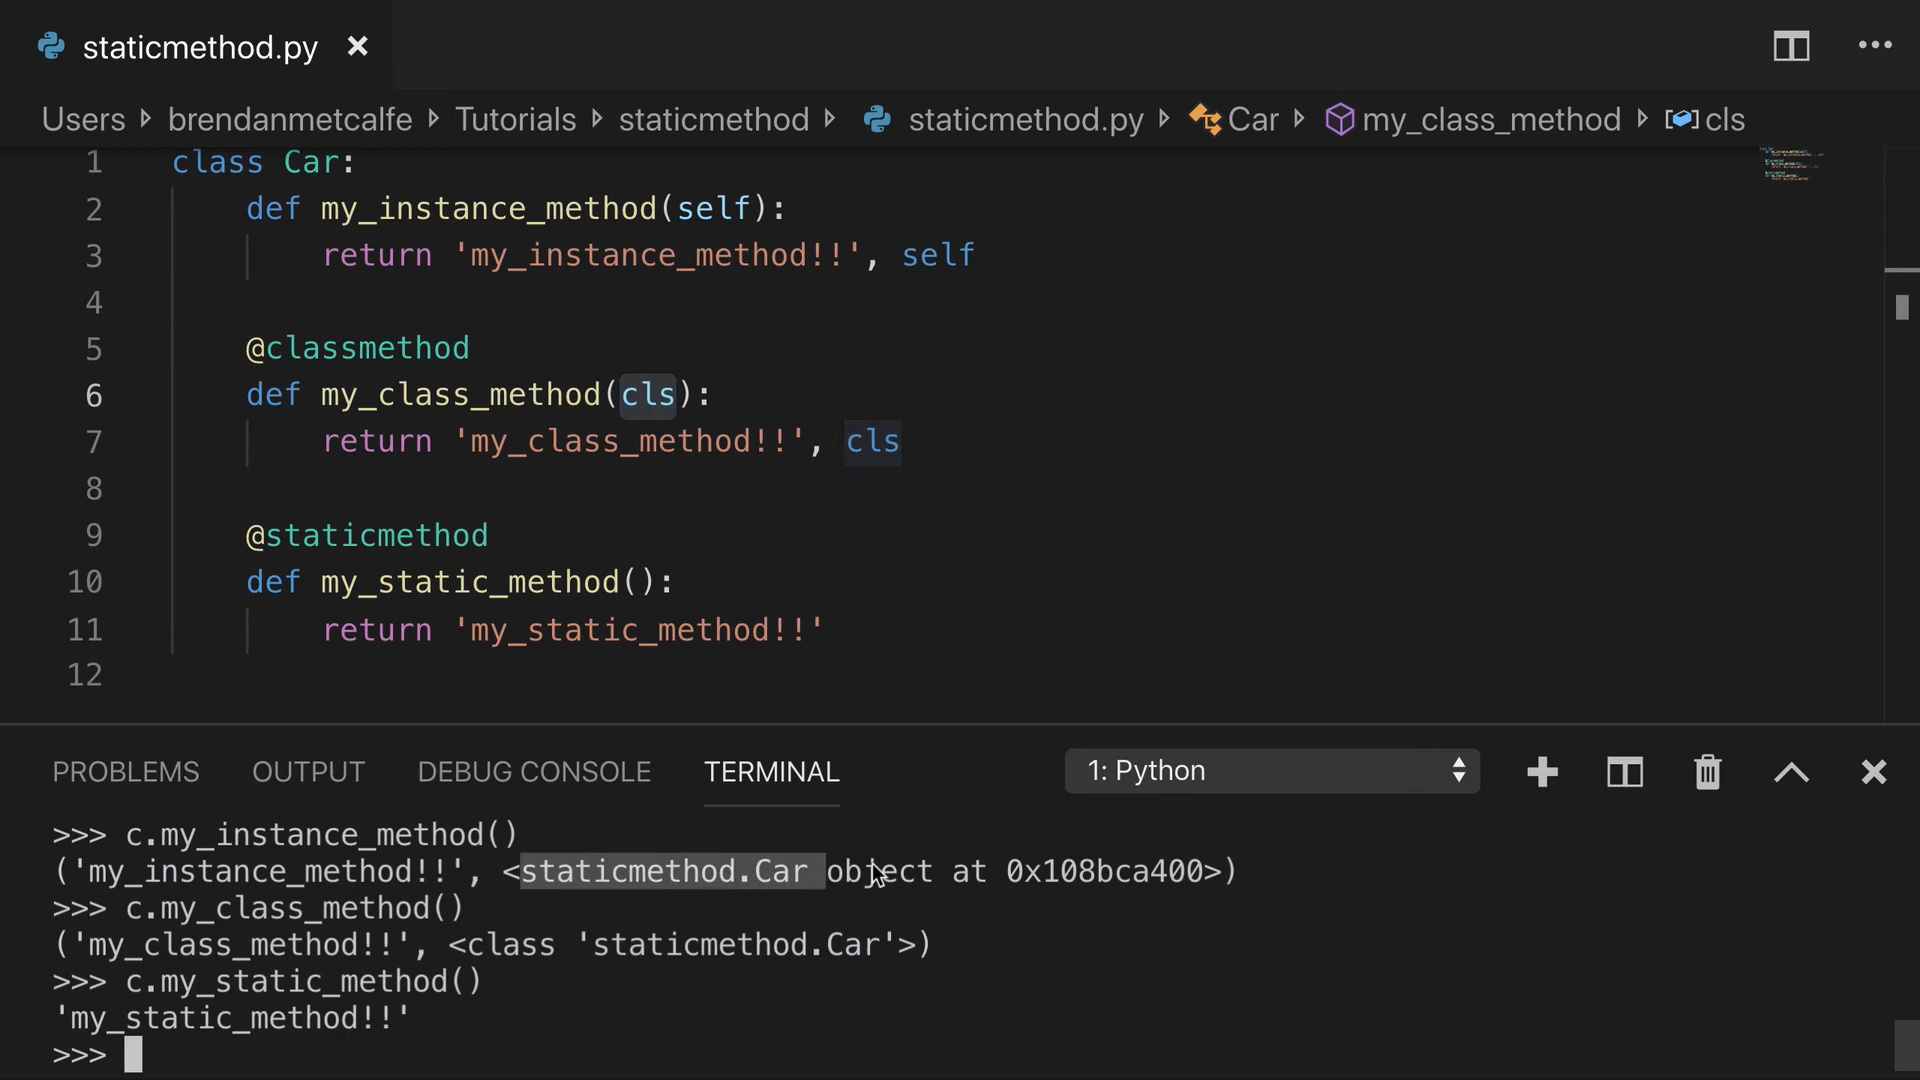 staticmethod.py
Users brendanmetcalfe Tutorials staticmethod staticmethod.py Car my_class_method cls
1 class Car:
2 def my_instance_method(self):
3 return 'my_instance_method!!', self
4
5 @classmethod
6 def my_class_method(cls):
7 return 'my_class_method!!', cls
8
9 @staticmethod
10 def my_static_method():
11 return 'my_static_method!!'
12
PROBLEMS OUTPUT DEBUG CONSOLE TERMINAL 1: Python
>>> c.my_instance_method()
('my_instance_method!!', <staticmethod.Car object at 0x108bca400>)
>>> c.my_class_method()
('my_class_method!!', <class 'staticmethod.Car'>)
>>> c.my_static_method()
'my_static_method!!'
>>>